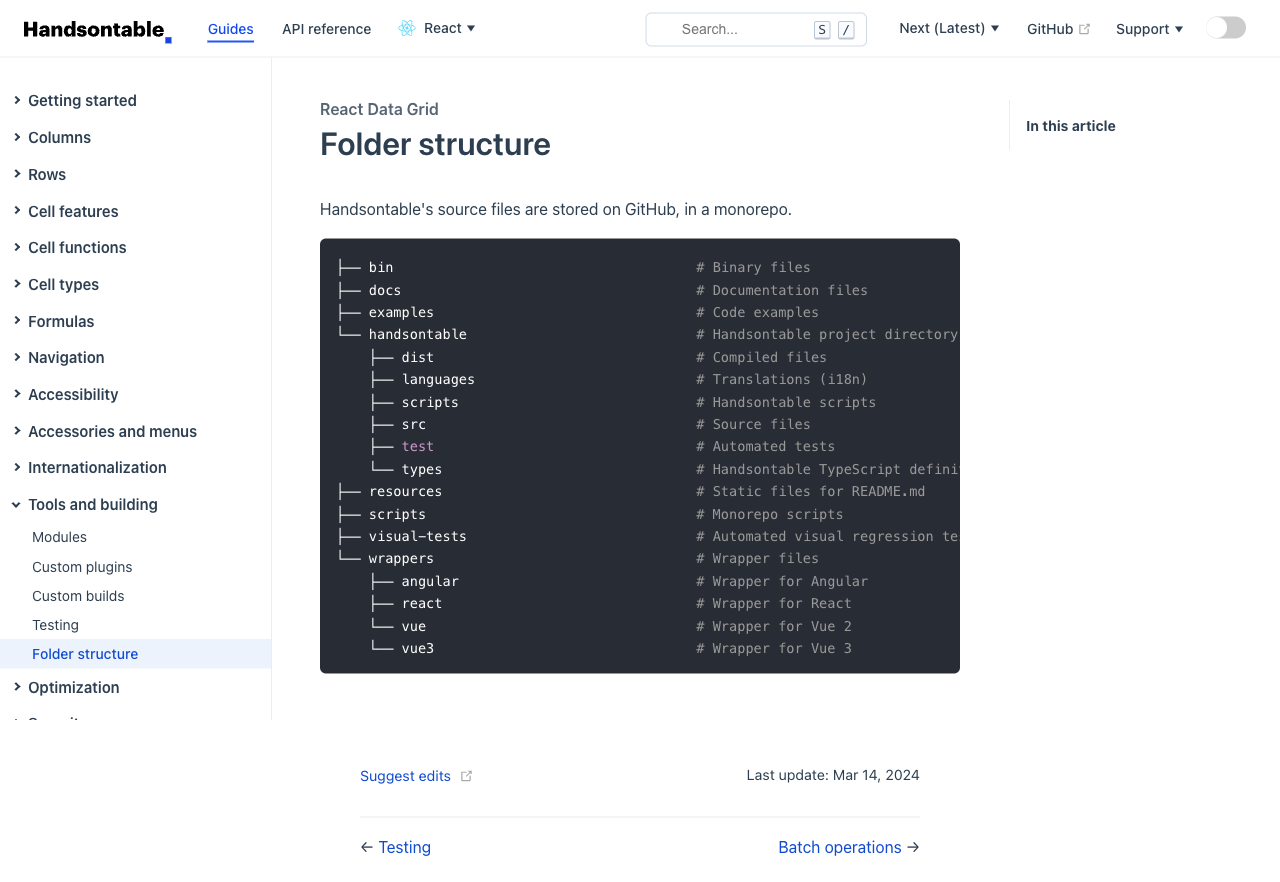 Handsontable
Guides
API reference
React
Search...
S
/
Next (Latest)
GitHub
Support
Getting started
Columns
Rows
Cell features
Cell functions
Cell types
Formulas
Navigation
Accessibility
Accessories and menus
Internationalization
Tools and building
Modules
Custom plugins
Custom builds
Testing
Folder structure
Optimization
React Data Grid
Folder structure
Handsontable's source files are stored on GitHub, in a monorepo.
├── bin # Binary files
├── docs # Documentation files
├── examples # Code examples
└── handsontable # Handsontable project directory
├── dist # Compiled files
├── languages # Translations (i18n)
├── scripts # Handsontable scripts
├── src # Source files
├── test # Automated tests
└── types # Handsontable TypeScript defini
├── resources # Static files for README.md
├── scripts # Monorepo scripts
├── visual-tests # Automated visual regression te
└── wrappers # Wrapper files
├── angular # Wrapper for Angular
├── react # Wrapper for React
└── vue # Wrapper for Vue 2
└── vue3 # Wrapper for Vue 3
In this article
Suggest edits
Last update: Mar 14, 2024
← Testing
Batch operations →